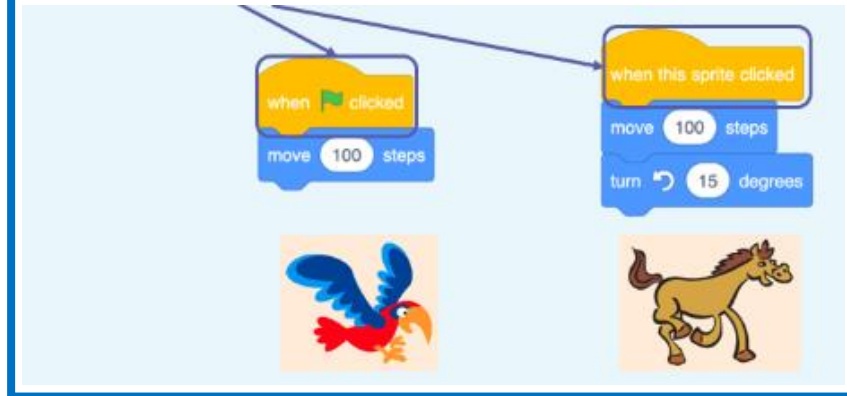 when clicked
move 100 steps
when this sprite clicked
move 100 steps
turn 15 degrees